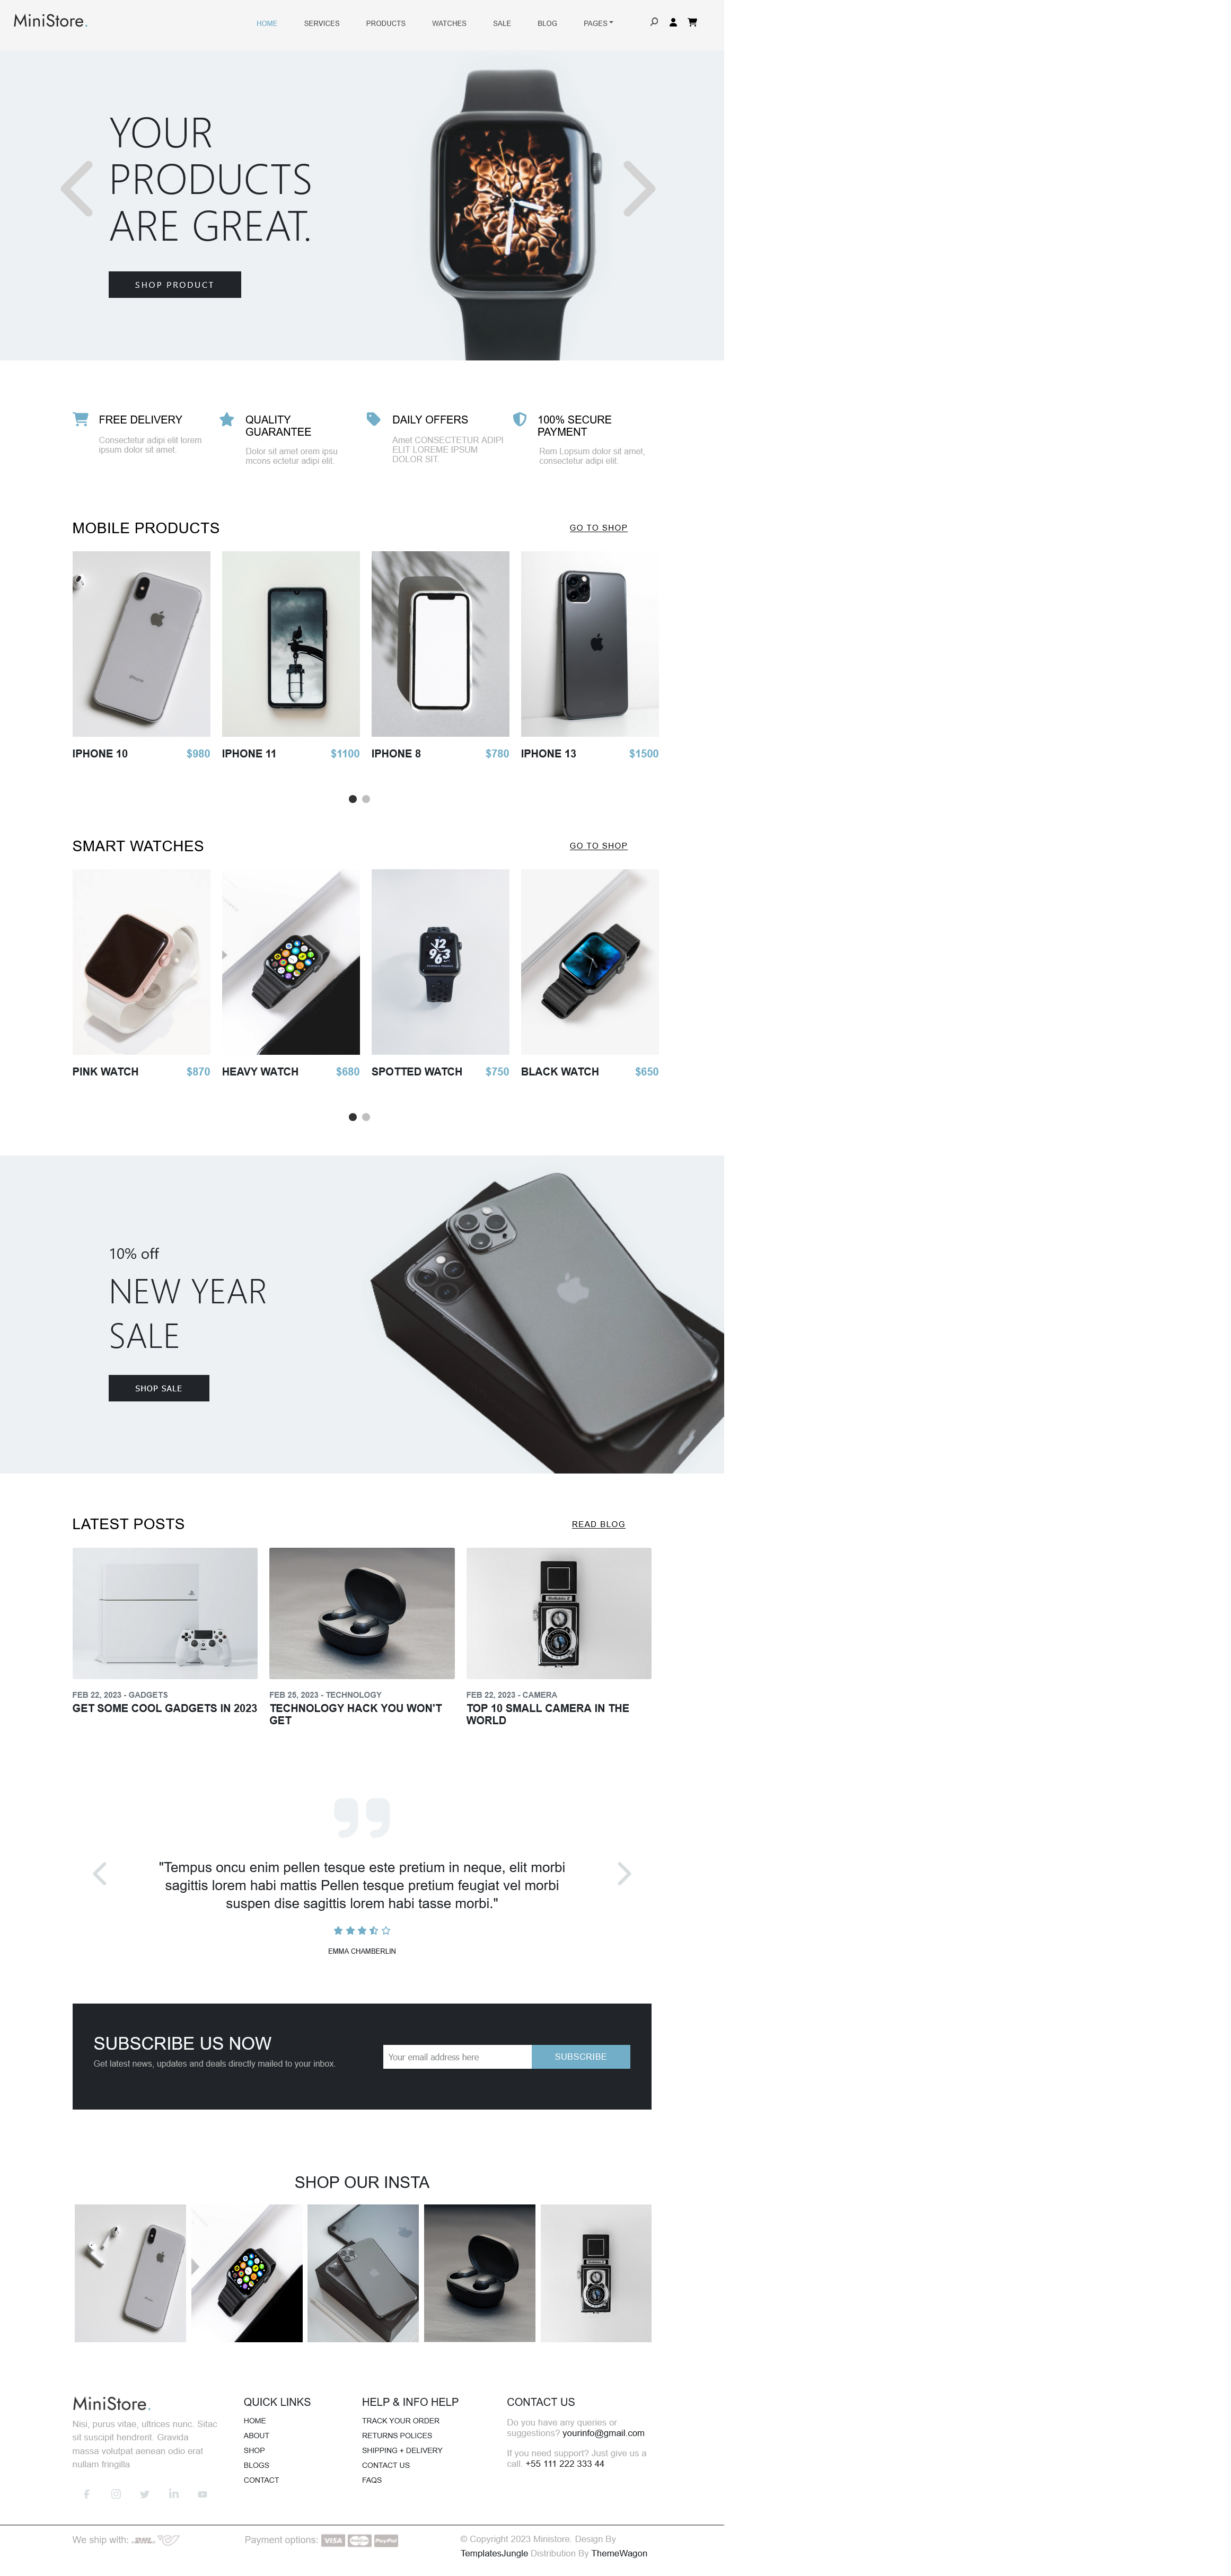 MiniStore.
HOME SERVICES PRODUCTS WATCHES SALE BLOG PAGES
YOUR
PRODUCTS
ARE GREAT.
SHOP PRODUCT
FREE DELIVERY
Consectetur adipi elit lorem
ipsum dolor sit amet.
QUALITY
GUARANTEE
Dolor sit amet orem ipsu
mcons ectetur adipi elit.
DAILY OFFERS
Amet CONSECTETUR ADIPI
ELIT LOREME IPSUM
DOLOR SIT.
100% SECURE
PAYMENT
Rem Lopsum dolor sit amet,
consectetur adipi elit.
MOBILE PRODUCTS
GO TO SHOP
IPHONE 10 $980
IPHONE 11 $1100
IPHONE 8 $780
IPHONE 13 $1500
SMART WATCHES
GO TO SHOP
12
9 3
6
PINK WATCH $870
HEAVY WATCH $680
SPOTTED WATCH $750
BLACK WATCH $650
10% off
NEW YEAR
SALE
SHOP SALE
LATEST POSTS
READ BLOG
FEB 22, 2023 - GADGETS
GET SOME COOL GADGETS IN 2023
FEB 25, 2023 - TECHNOLOGY
TECHNOLOGY HACK YOU WON'T
GET
FEB 22, 2023 - CAMERA
TOP 10 SMALL CAMERA IN THE
WORLD
"Tempus oncu enim pellen tesque este pretium in neque, elit morbi
sagittis lorem habi mattis Pellen tesque pretium feugiat vel morbi
suspen dise sagittis lorem habi tasse morbi."
EMMA CHAMBERLIN
SUBSCRIBE US NOW
Get latest news, updates and deals directly mailed to your inbox.
Your email address here
SUBSCRIBE
SHOP OUR INSTA
MiniStore.
Nisi, purus vitae, ultrices nunc. Sitac
sit suscipit hendrerit. Gravida
massa volutpat aenean odio erat
nullam fringilla
QUICK LINKS
HOME
ABOUT
SHOP
BLOGS
CONTACT
HELP & INFO HELP
TRACK YOUR ORDER
RETURNS POLICES
SHIPPING + DELIVERY
CONTACT US
FAQS
CONTACT US
Do you have any queries or
suggestions? yourinfo@gmail.com
If you need support? Just give us a
call. +55 111 222 333 44
We ship with: DHL
Payment options: VISA MasterCard PayPal
© Copyright 2023 Ministore. Design By
TemplatesJungle Distribution By ThemeWagon